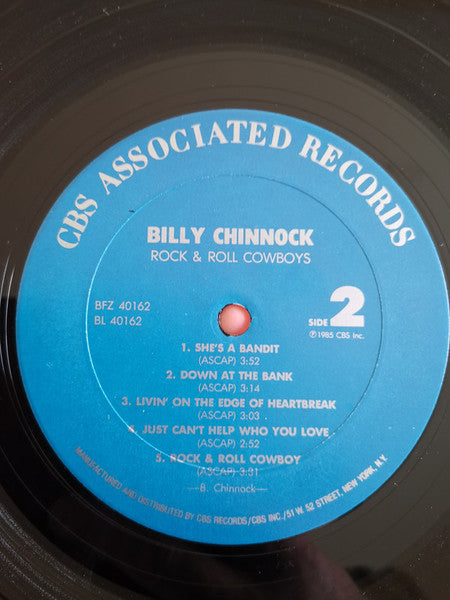 CBS ASSOCIATED RECORDS
BILLY CHINNOCK
ROCK & ROLL COWBOYS
BFZ 40162
BL 40162
SIDE 2
℗1985 CBS Inc.
1. SHE'S A BANDIT
(ASCAP) 3:52
2. DOWN AT THE BANK
(ASCAP) 3:14
3. LIVIN' ON THE EDGE OF HEARTBREAK
(ASCAP) 3:03
4. JUST CAN'T HELP WHO YOU LOVE
(ASCAP) 2:52
5. ROCK & ROLL COWBOY
(ASCAP) 3:31
—B. Chinnock—
MANUFACTURED AND DISTRIBUTED BY CBS RECORDS/CBS INC./51 W. 52 STREET, NEW YORK, N.Y.